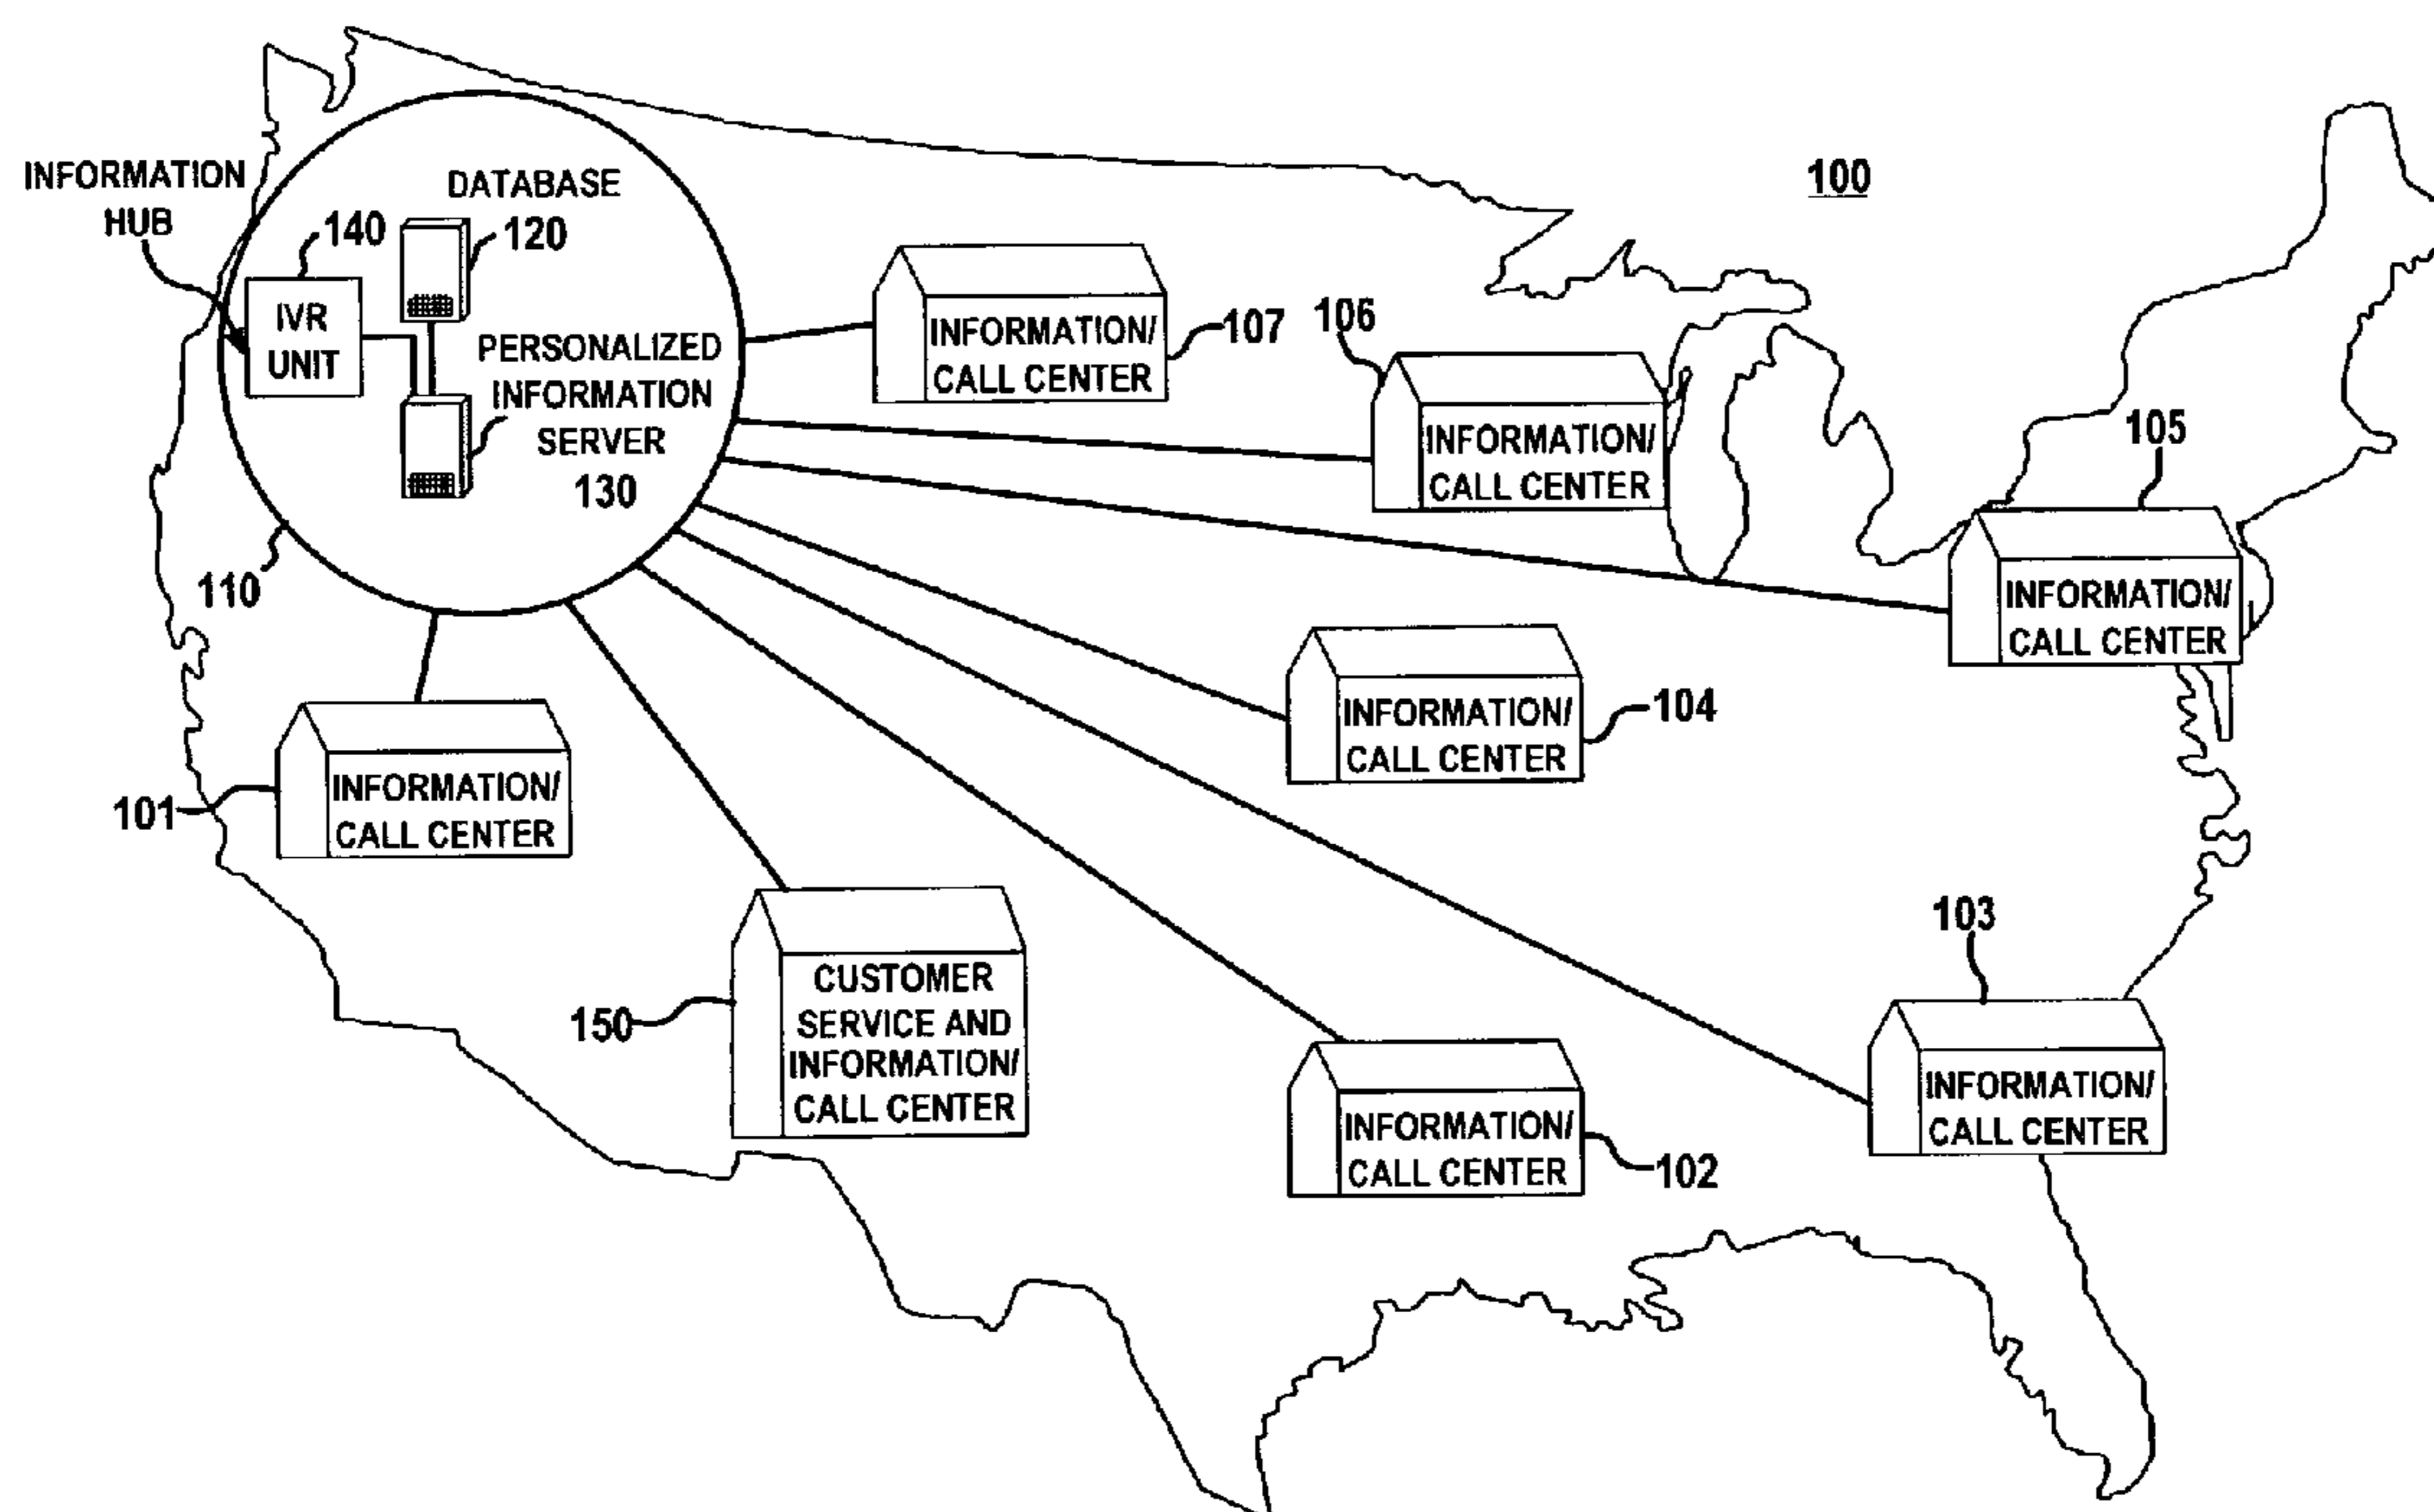 100
INFORMATION
HUB
DATABASE
120
140
IVR
UNIT
PERSONALIZED
INFORMATION
SERVER
130
110
INFORMATION/
CALL CENTER
107
106
INFORMATION/
CALL CENTER
105
INFORMATION/
CALL CENTER
INFORMATION/
CALL CENTER
104
101
INFORMATION/
CALL CENTER
150
CUSTOMER
SERVICE AND
INFORMATION/
CALL CENTER
103
INFORMATION/
CALL CENTER
INFORMATION/
CALL CENTER
102